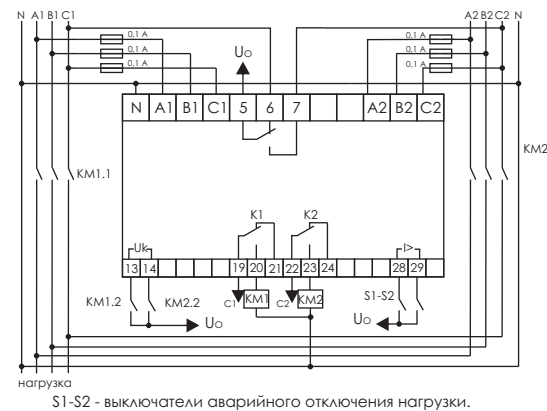 N A1 B1 C1
A2 B2 C2 N
0,1 A
0,1 A
0,1 A
0,1 A
0,1 A
0,1 A
Uo
N A1 B1 C1 5 6 7 A2 B2 C2
KM1.1
KM2
K1
K2
Uk
I>
13 14 19 20 21 22 23 24 28 29
KM1.2
KM2.2
C1
KM1
C2
KM2
S1-S2
Uo
Uo
нагрузка
S1-S2 - выключатели аварийного отключения нагрузки.